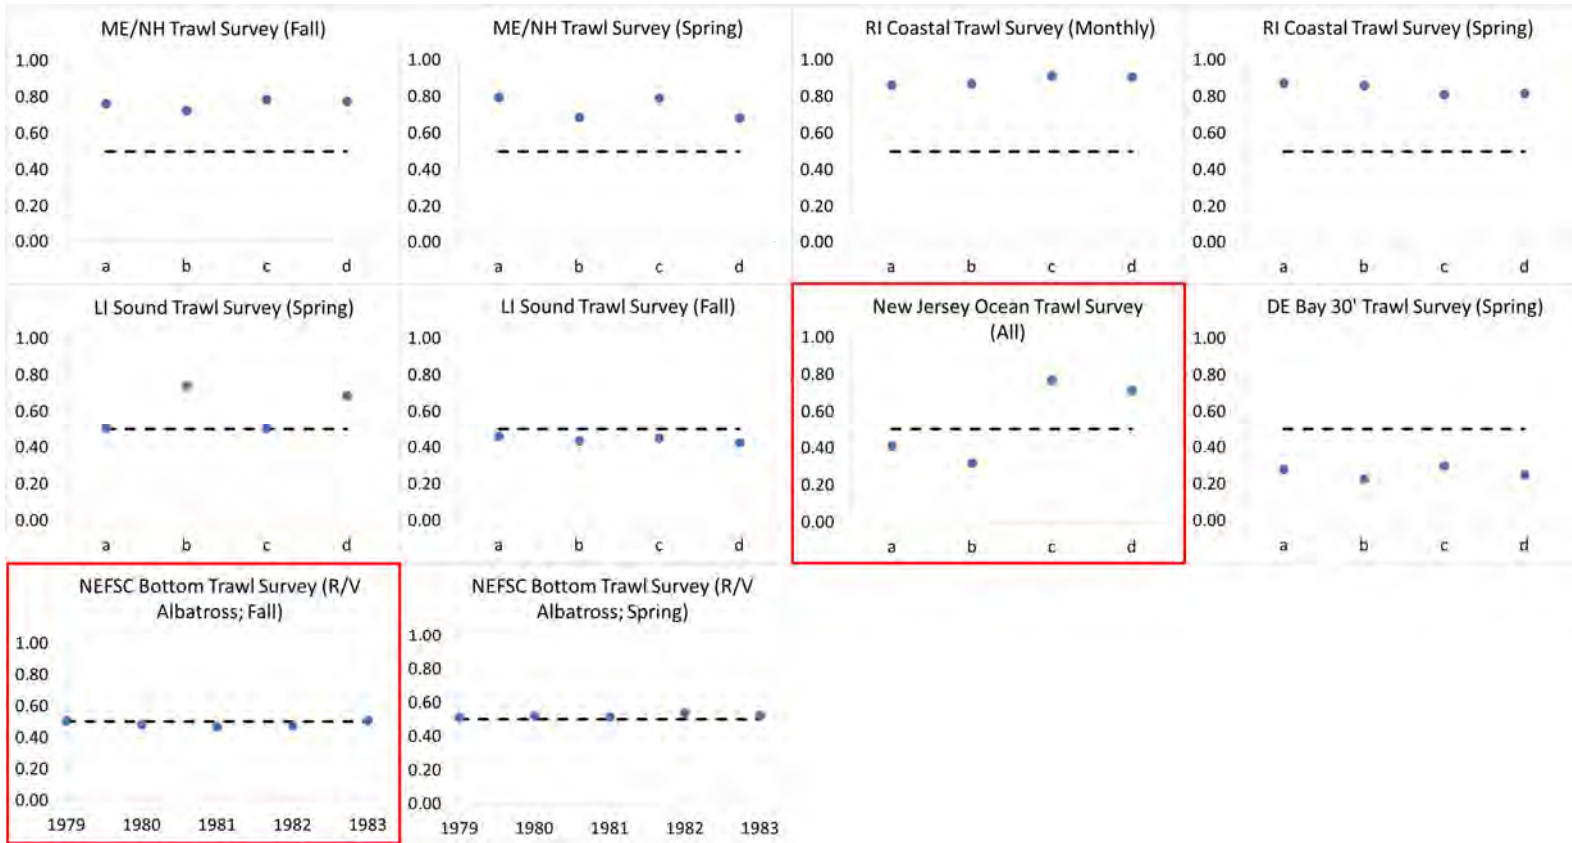 ME/NH Trawl Survey (Fall)
1.00
0.80
0.60
0.40
0.20
0.00
a b c d
ME/NH Trawl Survey (Spring)
1.00
0.80
0.60
0.40
0.20
0.00
a b c d
RI Coastal Trawl Survey (Monthly)
1.00
0.80
0.60
0.40
0.20
0.00
a b c d
RI Coastal Trawl Survey (Spring)
1.00
0.80
0.60
0.40
0.20
0.00
a b c d
LI Sound Trawl Survey (Spring)
1.00
0.80
0.60
0.40
0.20
0.00
a b c d
LI Sound Trawl Survey (Fall)
1.00
0.80
0.60
0.40
0.20
0.00
a b c d
New Jersey Ocean Trawl Survey
(All)
1.00
0.80
0.60
0.40
0.20
0.00
a b c d
DE Bay 30' Trawl Survey (Spring)
1.00
0.80
0.60
0.40
0.20
0.00
a b c d
NEFSC Bottom Trawl Survey (R/V
Albatross; Fall)
1.00
0.80
0.60
0.40
0.20
0.00
1979 1980 1981 1982 1983
NEFSC Bottom Trawl Survey (R/V
Albatross; Spring)
1.00
0.80
0.60
0.40
0.20
0.00
1979 1980 1981 1982 1983